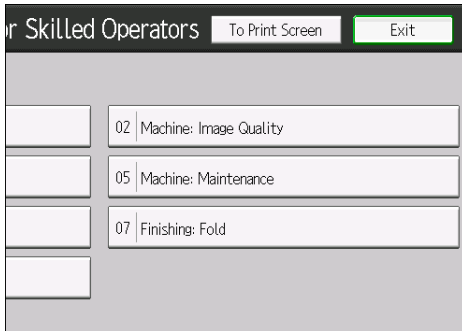 r Skilled Operators To Print Screen Exit
02 Machine: Image Quality
05 Machine: Maintenance
07 Finishing: Fold